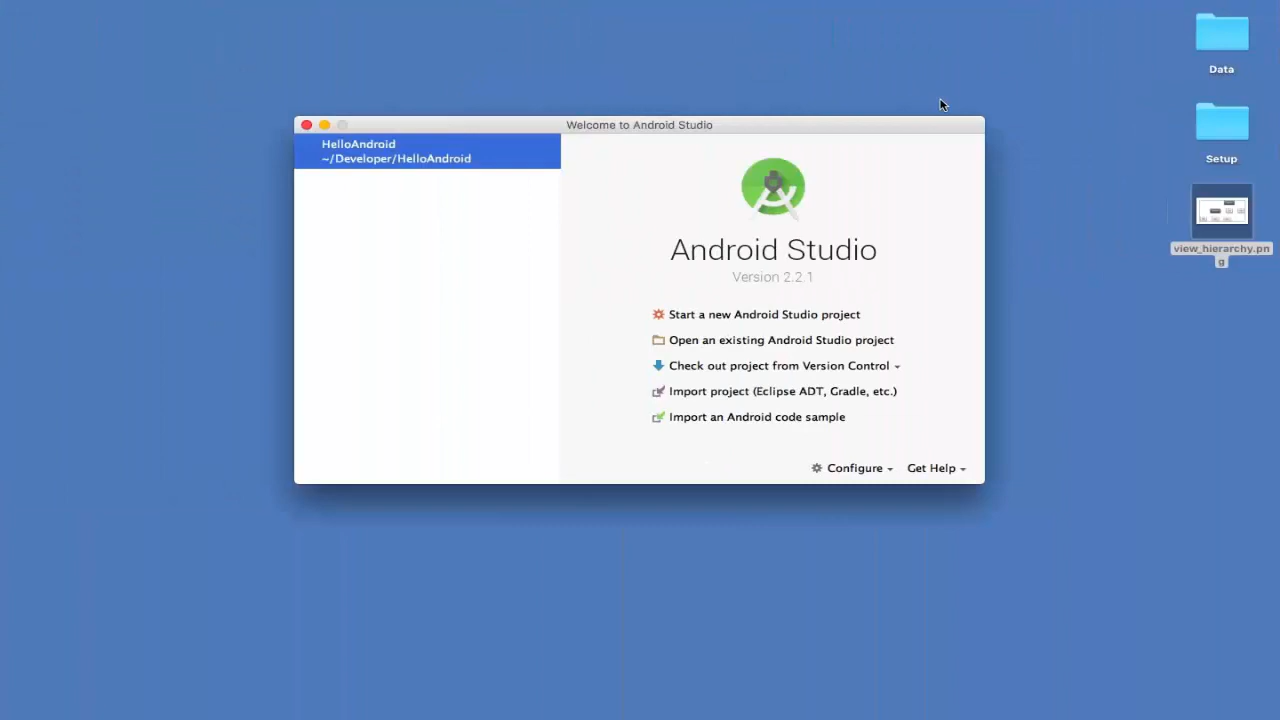 Welcome to Android Studio
HelloAndroid
~/Developer/HelloAndroid
Android Studio
Version 2.2.1
Start a new Android Studio project
Open an existing Android Studio project
Check out project from Version Control
Import project (Eclipse ADT, Gradle, etc.)
Import an Android code sample
Configure
Get Help
Data
Setup
view_hierarchy.pn
g